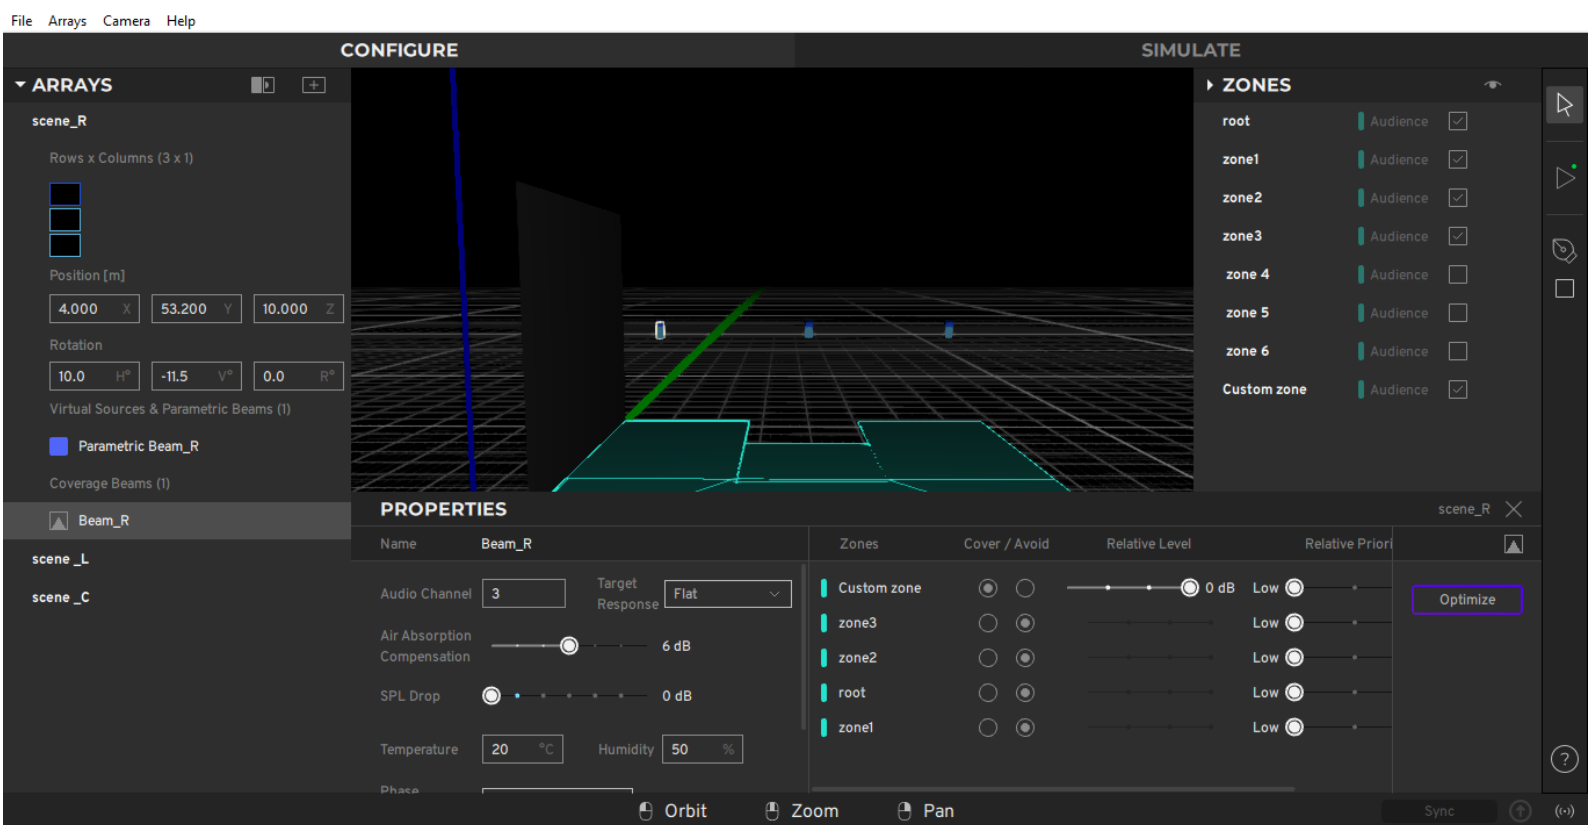 File Arrays Camera Help
CONFIGURE SIMULATE
ARRAYS
scene_R
Rows x Columns (3 x 1)
Position [m]
4.000 X 53.200 Y 10.000 Z
Rotation
10.0 H° -11.5 V° 0.0 R°
Virtual Sources & Parametric Beams (1)
Parametric Beam_R
Coverage Beams (1)
Beam_R
scene _L
scene _C
ZONES
root Audience
zone1 Audience
zone2 Audience
zone3 Audience
zone 4 Audience
zone 5 Audience
zone 6 Audience
Custom zone Audience
PROPERTIES scene_R
Name Beam_R
Audio Channel 3 Target Response Flat
Air Absorption Compensation 6 dB
SPL Drop 0 dB
Temperature 20 °C Humidity 50 %
Phase
Zones Cover / Avoid Relative Level Relative Priori
Custom zone 0 dB Low
zone3 Low
zone2 Low
root Low
zone1 Low
Optimize
Orbit Zoom Pan
Sync
?